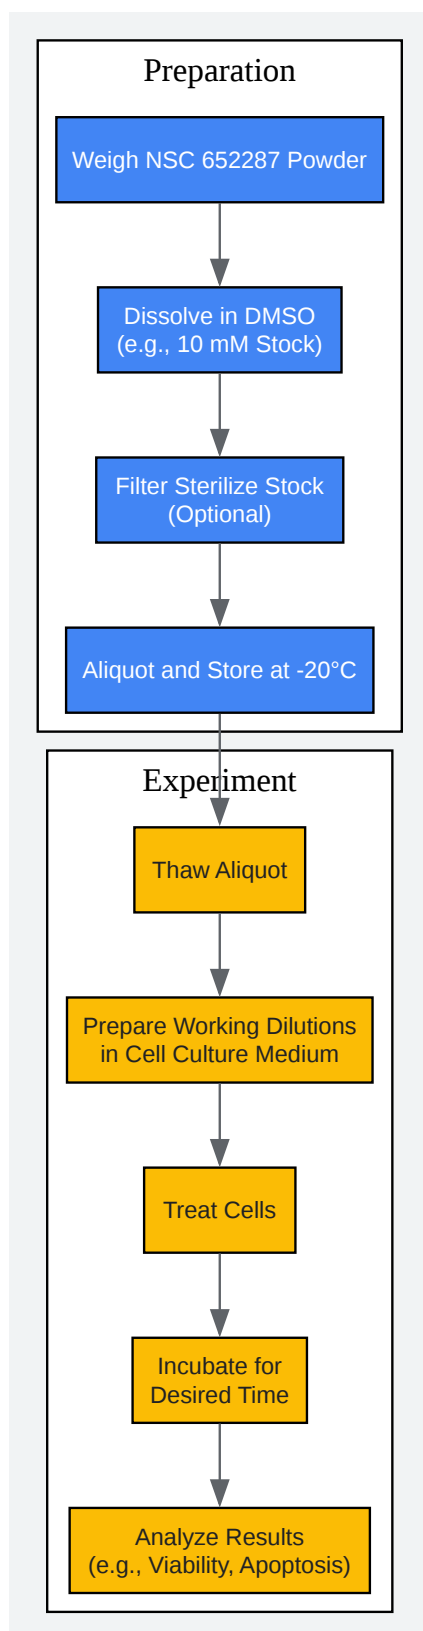 Preparation
Weigh NSC 652287 Powder
Dissolve in DMSO
(e.g., 10 mM Stock)
Filter Sterilize Stock
(Optional)
Aliquot and Store at -20°C
Experiment
Thaw Aliquot
Prepare Working Dilutions
in Cell Culture Medium
Treat Cells
Incubate for
Desired Time
Analyze Results
(e.g., Viability, Apoptosis)